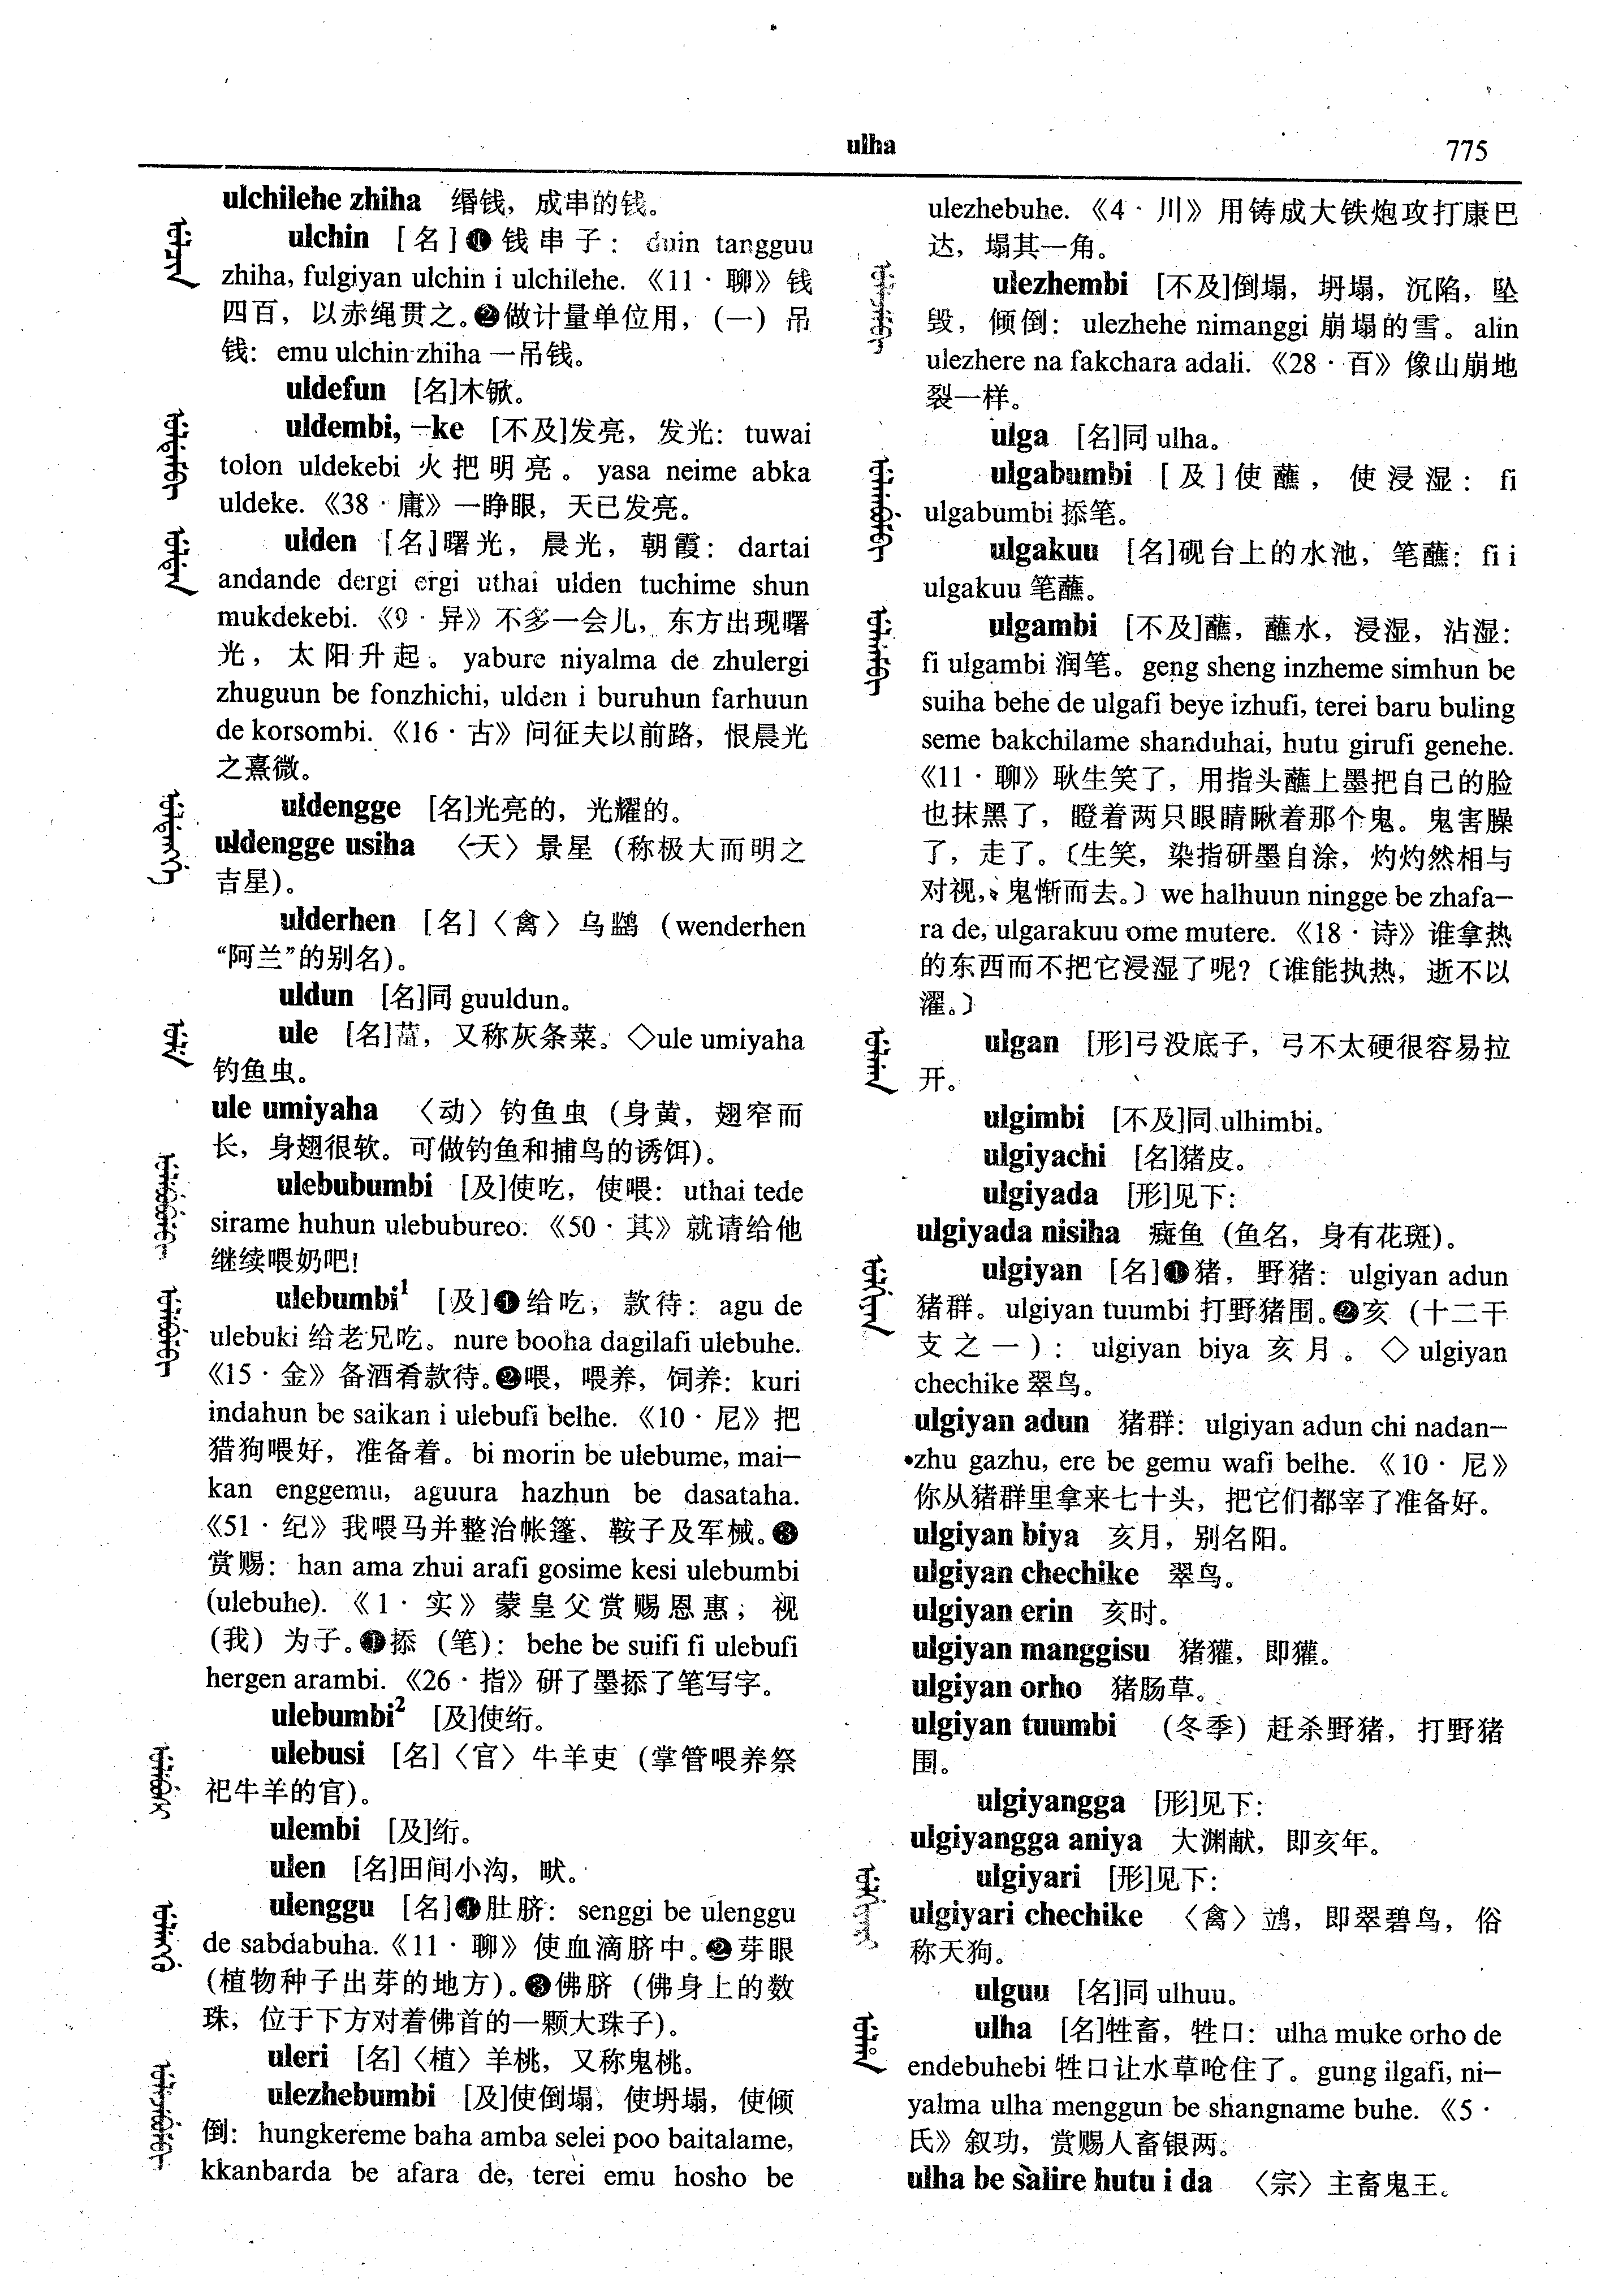 ulha
775
ulchilehe zhiha 缗钱，成串的钱。
ulchin [名]❶钱串子：duin tangguu
zhiha, fulgiyan ulchin i ulchilehe.《11·聊》钱
四百，以赤绳贯之。❷做计量单位用，(一) 吊
钱：emu ulchin zhiha 一吊钱。
uldefun [名]木锨。
uldembi, -ke [不及]发亮，发光：tuwai
tolon uldekebi 火把明亮。yasa neime abka
uldeke.《38·庸》一睁眼，天已发亮。
ulden [名]曙光，晨光，朝霞：dartai
andande dergi ergi uthai ulden tuchime shun
mukdekebi.《9·异》不多一会儿，东方出现曙
光，太阳升起。yabure niyalma de zhulergi
zhuguun be fonzhichi, ulden i buruhun farhuun
de korsombi.《16·古》问征夫以前路，恨晨光
之熹微。
uldengge [名]光亮的，光耀的。
uldengge usiha 〈天〉景星（称极大而明之
吉星）。
ulderhen [名]〈禽〉乌鹨（wenderhen
“阿兰”的别名）。
uldun [名]同 guuldun。
ule [名]藋，又称灰条菜。◇ule umiyaha
钓鱼虫。
ule umiyaha 〈动〉钓鱼虫（身黄，翅窄而
长，身翅很软。可做钓鱼和捕鸟的诱饵）。
ulebubumbi [及]使吃，使喂：uthai tede
sirame huhun ulebubureo.《50·其》就请给他
继续喂奶吧！
ulebumbi¹ [及]❶给吃，款待：agu de
ulebuki 给老兄吃。nure booha dagilafi ulebuhe.
《15·金》备酒肴款待。❷喂，喂养，饲养：kuri
indahun be saikan i ulebufi belhe.《10·尼》把
猎狗喂好，准备着。bi morin be ulebume, mai-
kan enggemu, aguura hazhun be dasataha.
《51·纪》我喂马并整治帐篷、鞍子及军械。❸
赏赐：han ama zhui arafi gosime kesi ulebumbi
(ulebuhe).《1·实》蒙皇父赏赐恩惠；视
（我）为子。❹掭（笔）：behe be suifi fi ulebufi
hergen arambi.《26·指》研了墨掭了笔写字。
ulebumbi² [及]使绗。
ulebusi [名]〈官〉牛羊吏（掌管喂养祭
祀牛羊的官）。
ulembi [及]绗。
ulen [名]田间小沟，畎。
ulenggu [名]❶肚脐：senggi be ulenggu
de sabdabuha.《11·聊》使血滴脐中。❷芽眼
（植物种子出芽的地方）。❸佛脐（佛身上的数
珠，位于下方对着佛首的一颗大珠子）。
uleri [名]〈植〉羊桃，又称鬼桃。
ulezhebumbi [及]使倒塌，使坍塌，使倾
倒：hungkereme baha amba selei poo baitalame,
kkanbarda be afara de, terei emu hosho be
ulezhebuhe.《4·川》用铸成大铁炮攻打康巴
达，塌其一角。
ulezhembi [不及]倒塌，坍塌，沉陷，坠
毁，倾倒：ulezhehe nimanggi 崩塌的雪。alin
ulezhere na fakchara adali.《28·百》像山崩地
裂一样。
ulga [名]同 ulha。
ulgabumbi [及]使蘸，使浸湿：fi
ulgabumbi 掭笔。
ulgakuu [名]砚台上的水池，笔蘸：fi i
ulgakuu 笔蘸。
ulgambi [不及]蘸，蘸水，浸湿，沾湿：
fi ulgambi 润笔。geng sheng inzheme simhun be
suiha behe de ulgafi beye izhufi, terei baru buling
seme bakchilame shanduhai, hutu girufi genehe.
《11·聊》耿生笑了，用指头蘸上墨把自己的脸
也抹黑了，瞪着两只眼睛瞅着那个鬼。鬼害臊
了，走了。〔生笑，染指研墨自涂，灼灼然相与
对视，鬼惭而去。〕we halhuun ningge be zhafa-
ra de, ulgarakuu ome mutere.《18·诗》谁拿热
的东西而不把它浸湿了呢？〔谁能执热，逝不以
濯。〕
ulgan [形]弓没底子，弓不太硬很容易拉
开。
ulgimbi [不及]同 ulhimbi。
ulgiyachi [名]猪皮。
ulgiyada [形]见下：
ulgiyada nisiha 癍鱼（鱼名，身有花斑）。
ulgiyan [名]❶猪，野猪：ulgiyan adun
猪群。ulgiyan tuumbi 打野猪围。❷亥（十二干
支之一）：ulgiyan biya 亥月。◇ulgiyan
chechike 翠鸟。
ulgiyan adun 猪群：ulgiyan adun chi nadan-
zhu gazhu, ere be gemu wafi belhe.《10·尼》
你从猪群里拿来七十头，把它们都宰了准备好。
ulgiyan biya 亥月，别名阳。
ulgiyan chechike 翠鸟。
ulgiyan erin 亥时。
ulgiyan manggisu 猪獾，即獾。
ulgiyan orho 猪肠草。
ulgiyan tuumbi （冬季）赶杀野猪，打野猪
围。
ulgiyangga [形]见下：
ulgiyangga aniya 大渊献，即亥年。
ulgiyari [形]见下：
ulgiyari chechike 〈禽〉鴗，即翠碧鸟，俗
称天狗。
ulguu [名]同 ulhuu。
ulha [名]牲畜，牲口：ulha muke orho de
endebuhebi 牲口让水草呛住了。gung ilgafi, ni-
yalma ulha menggun be shangname buhe.《5·
氏》叙功，赏赐人畜银两。
ulha be salire hutu i da 〈宗〉主畜鬼王。